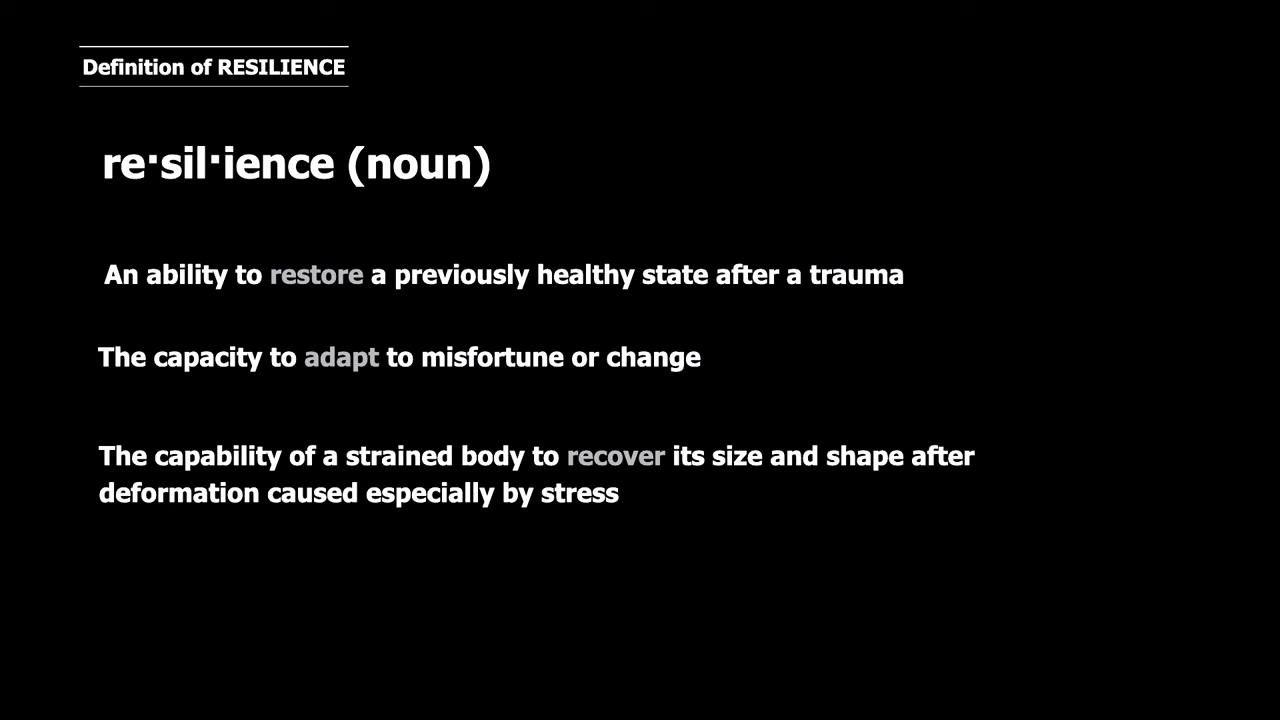 Definition of RESILIENCE
re·sil·ience (noun)
An ability to restore a previously healthy state after a trauma
The capacity to adapt to misfortune or change
The capability of a strained body to recover its size and shape after
deformation caused especially by stress